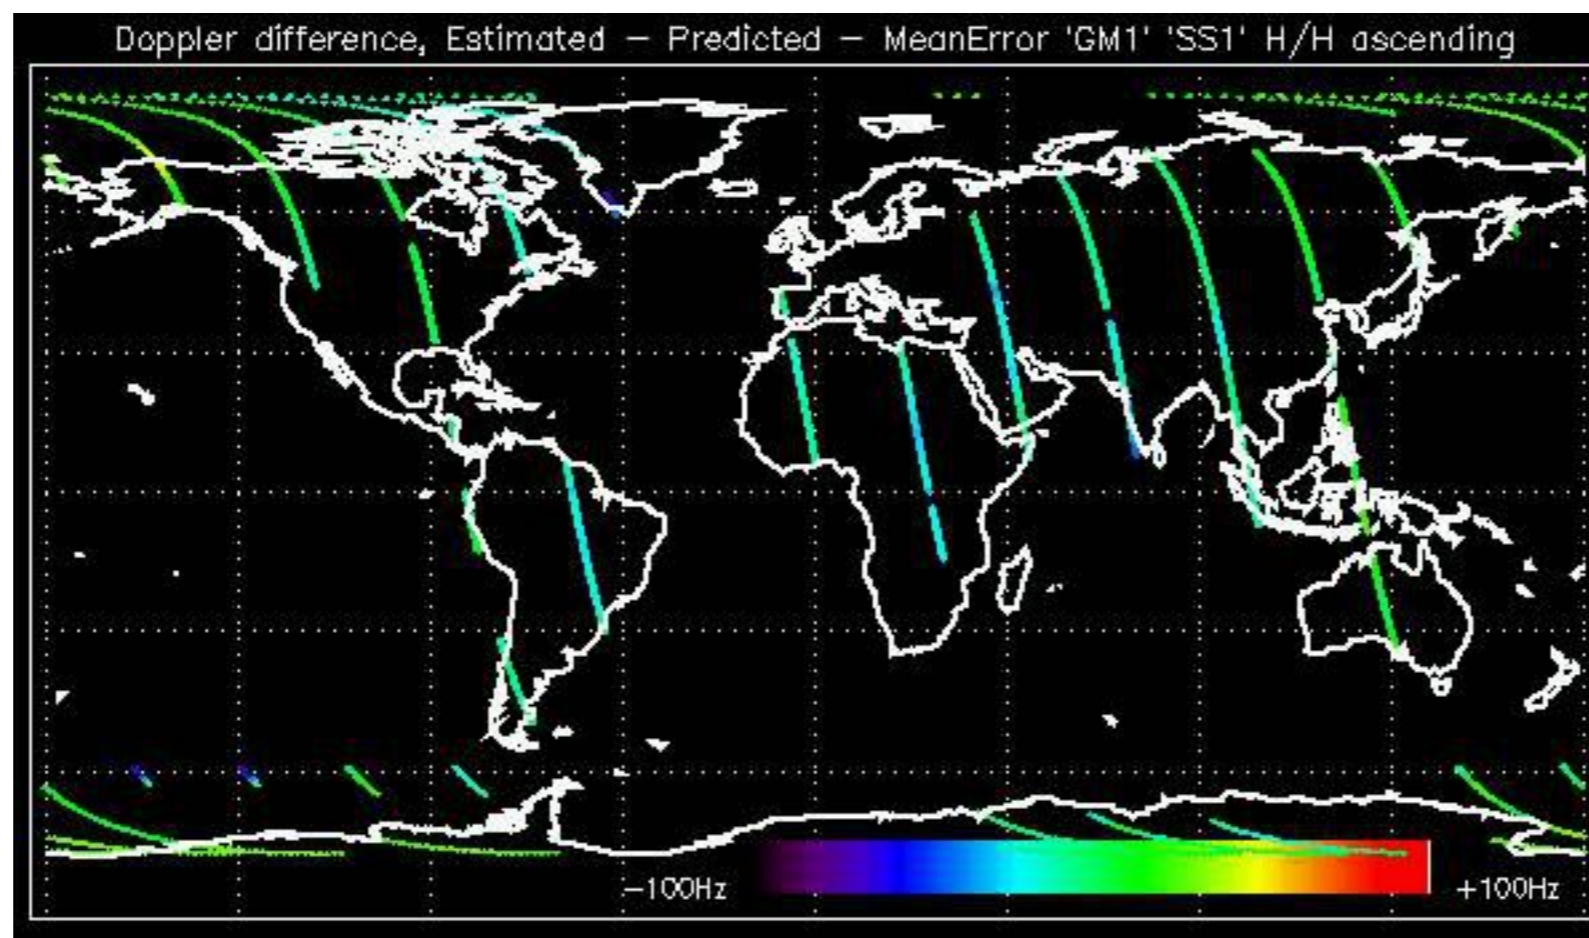 Doppler difference, Estimated – Predicted – MeanError 'GM1' 'SS1' H/H ascending
–100Hz
+100Hz